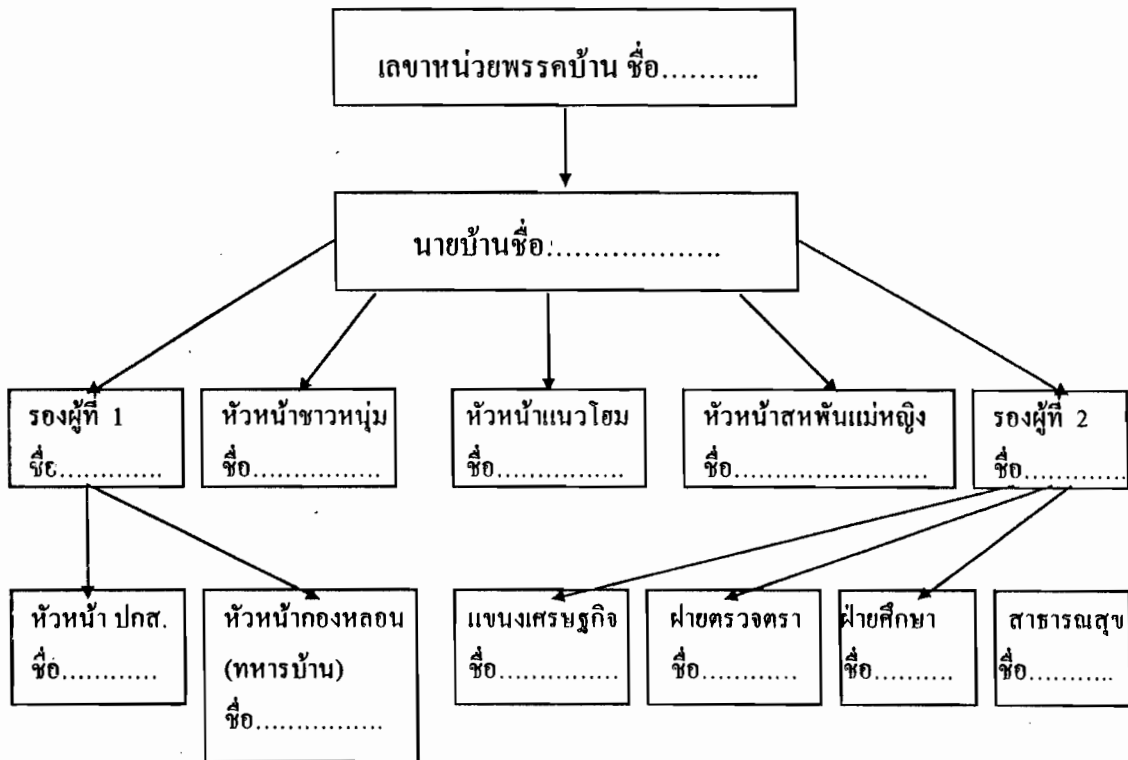 เลขาหน่วยพรรคบ้าน ชื่อ...........
นายบ้านชื่อ....................
รองผู้ที่ 1
ชื่อ.............
หัวหน้าชาวหนุ่ม
ชื่อ................
หัวหน้าแนวโฮม
ชื่อ................
หัวหน้าสหพันแม่หญิง
ชื่อ...........................
รองผู้ที่ 2
ชื่อ.............
หัวหน้า ปกส.
ชื่อ............
หัวหน้ากองหลอน
(ทหารบ้าน)
ชื่อ................
แขนงเศรษฐกิจ
ชื่อ...............
ฝ่ายตรวจตรา
ชื่อ............
ฝ่ายศึกษา
ชื่อ..........
สาธารณสุข
ชื่อ...........